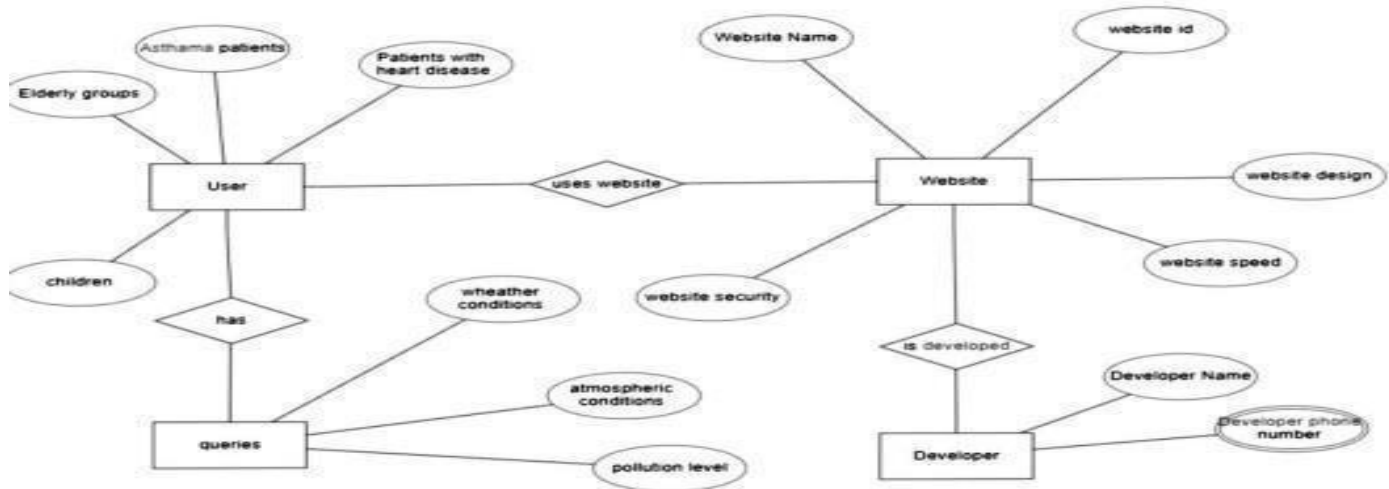 Asthama patients
Patients with
heart disease
Elderly groups
User
children
has
queries
wheather
conditions
atmospheric
conditions
pollution level
uses website
Website Name
website id
Website
website design
website speed
website security
is developed
Developer
Developer Name
Developer phone
number